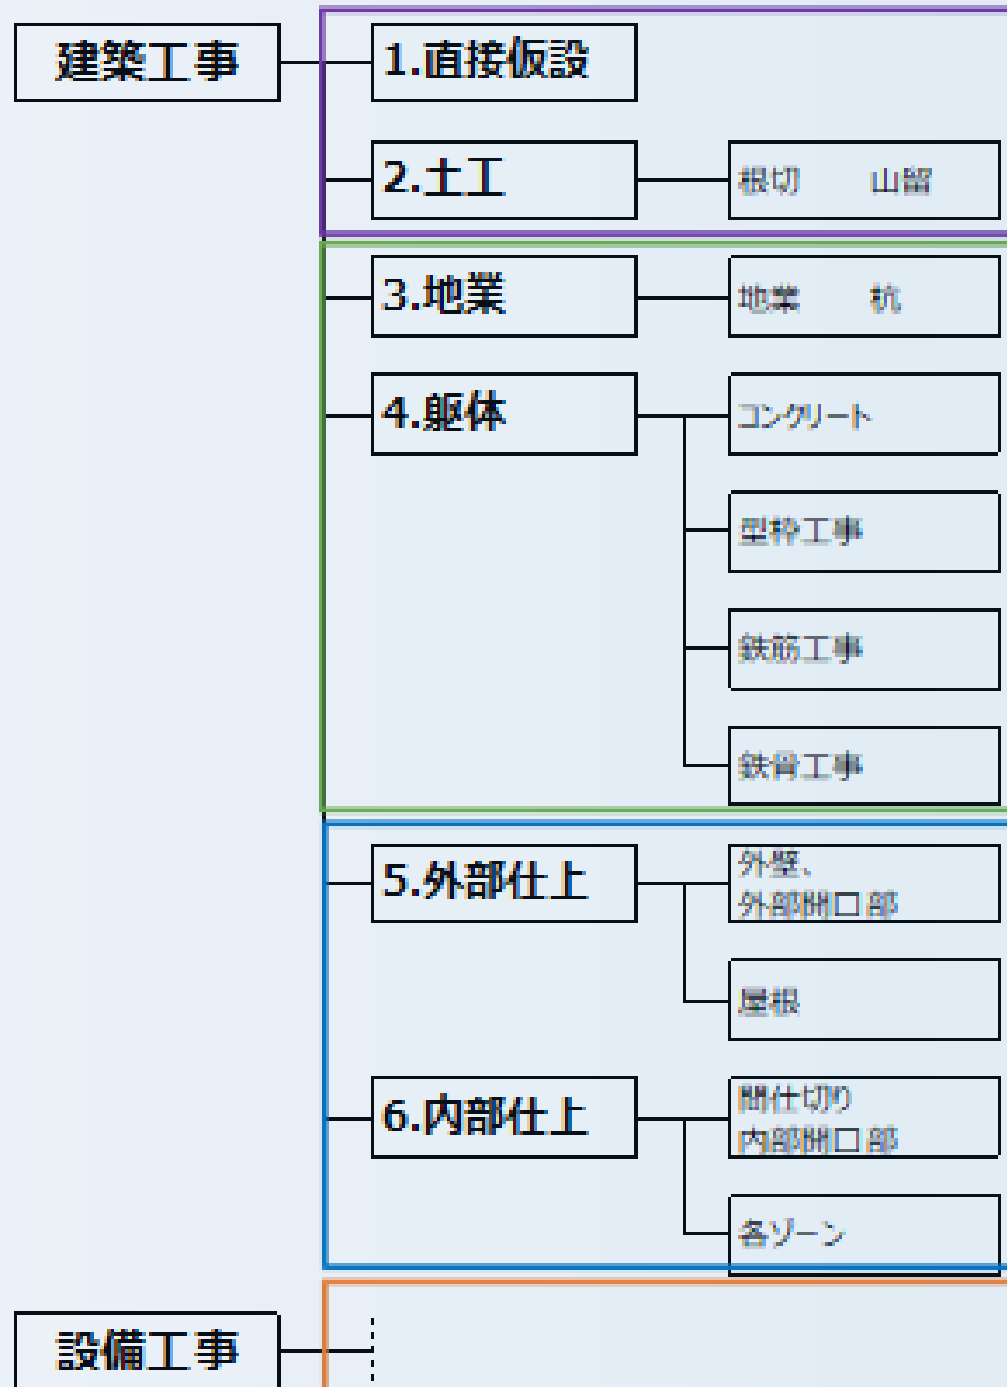 建築工事
1.直接仮設
2.土工
根切　　山留
3.地業
地業　　杭
4.躯体
コンクリート
型枠工事
鉄筋工事
鉄骨工事
5.外部仕上
外壁、
外部開口部
屋根
6.内部仕上
間仕切り
内部開口部
各ゾーン
設備工事